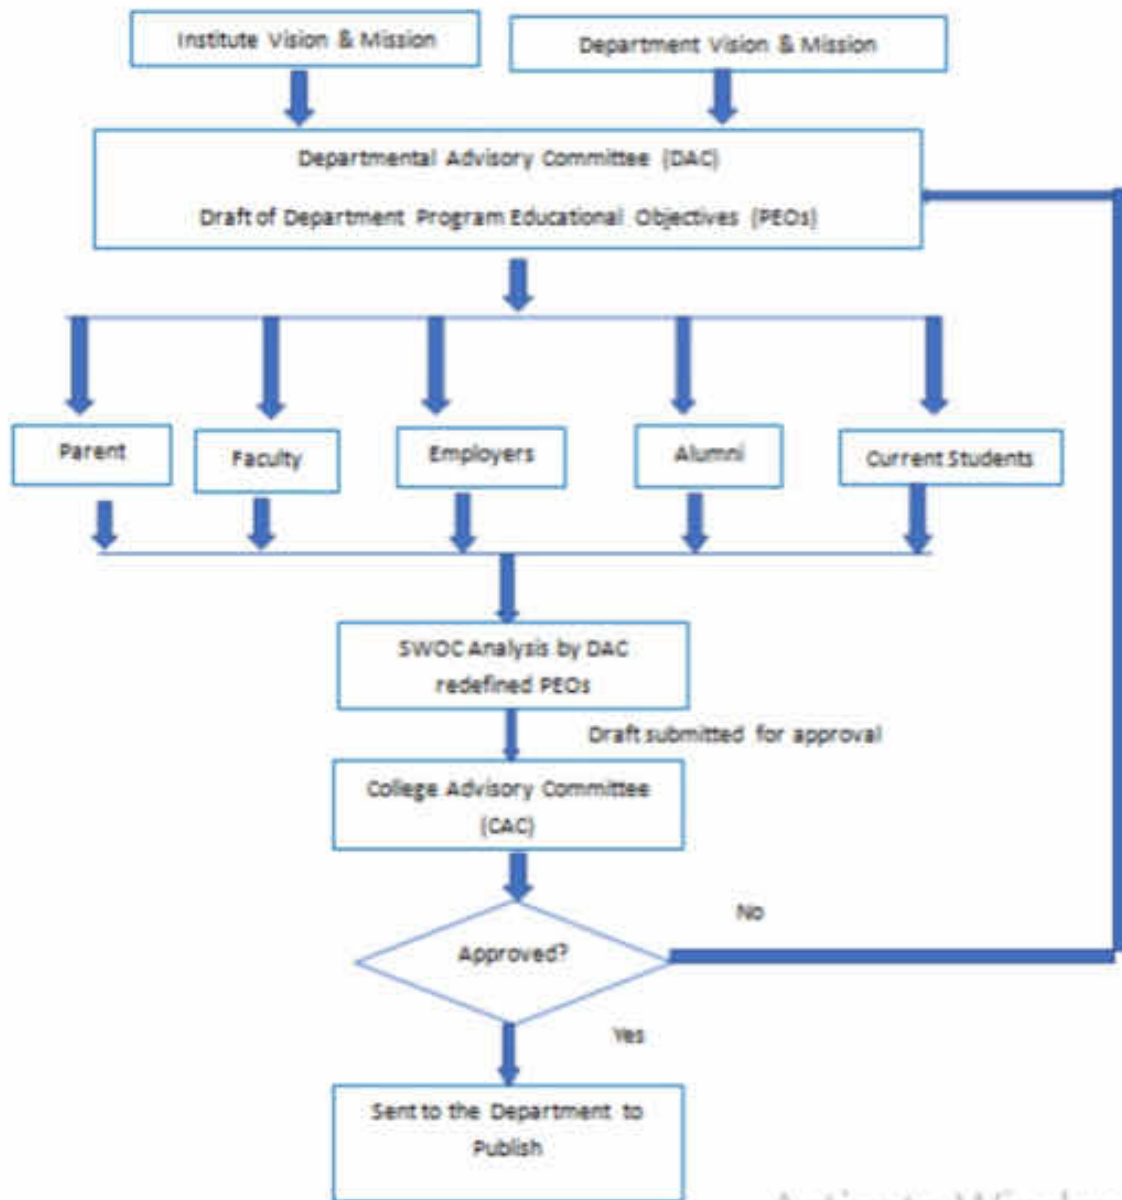 Institute Vision & Mission
Department Vision & Mission
Departmental Advisory Committee (DAC)
Draft of Department Program Educational Objectives (PEOs)
Parent
Faculty
Employers
Alumni
Current Students
SWOC Analysis by DAC
redefined PEOs
Draft submitted for approval
College Advisory Committee
(CAC)
Approved?
No
Yes
Sent to the Department to
Publish